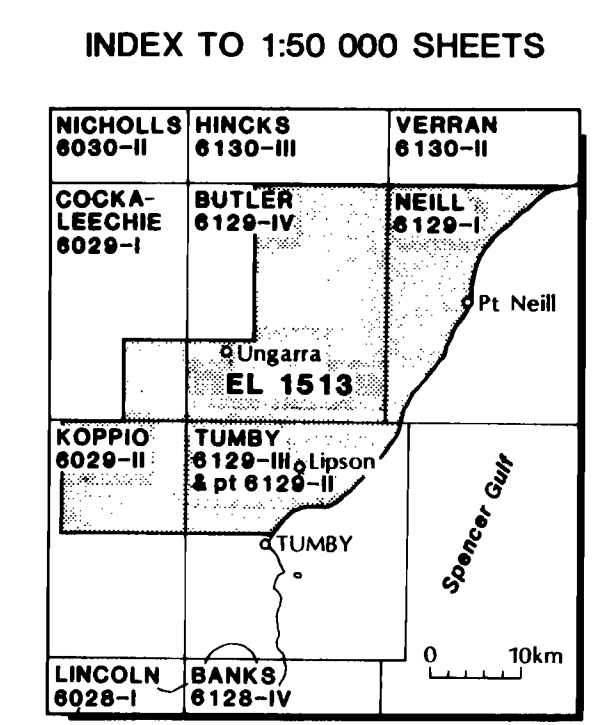 INDEX TO 1:50 000 SHEETS
NICHOLLS
6030-II
HINCKS
6130-III
VERRAN
6130-II
COCKA-
LEECHIE
6029-I
BUTLER
6129-IV
NEILL
6129-I
Pt Neill
Ungarra
EL 1513
KOPPIO
6029-II
TUMBY
6129-III
& pt 6129-II
Lipson
TUMBY
Spencer Gulf
0 10km
LINCOLN
6028-I
BANKS
6128-IV